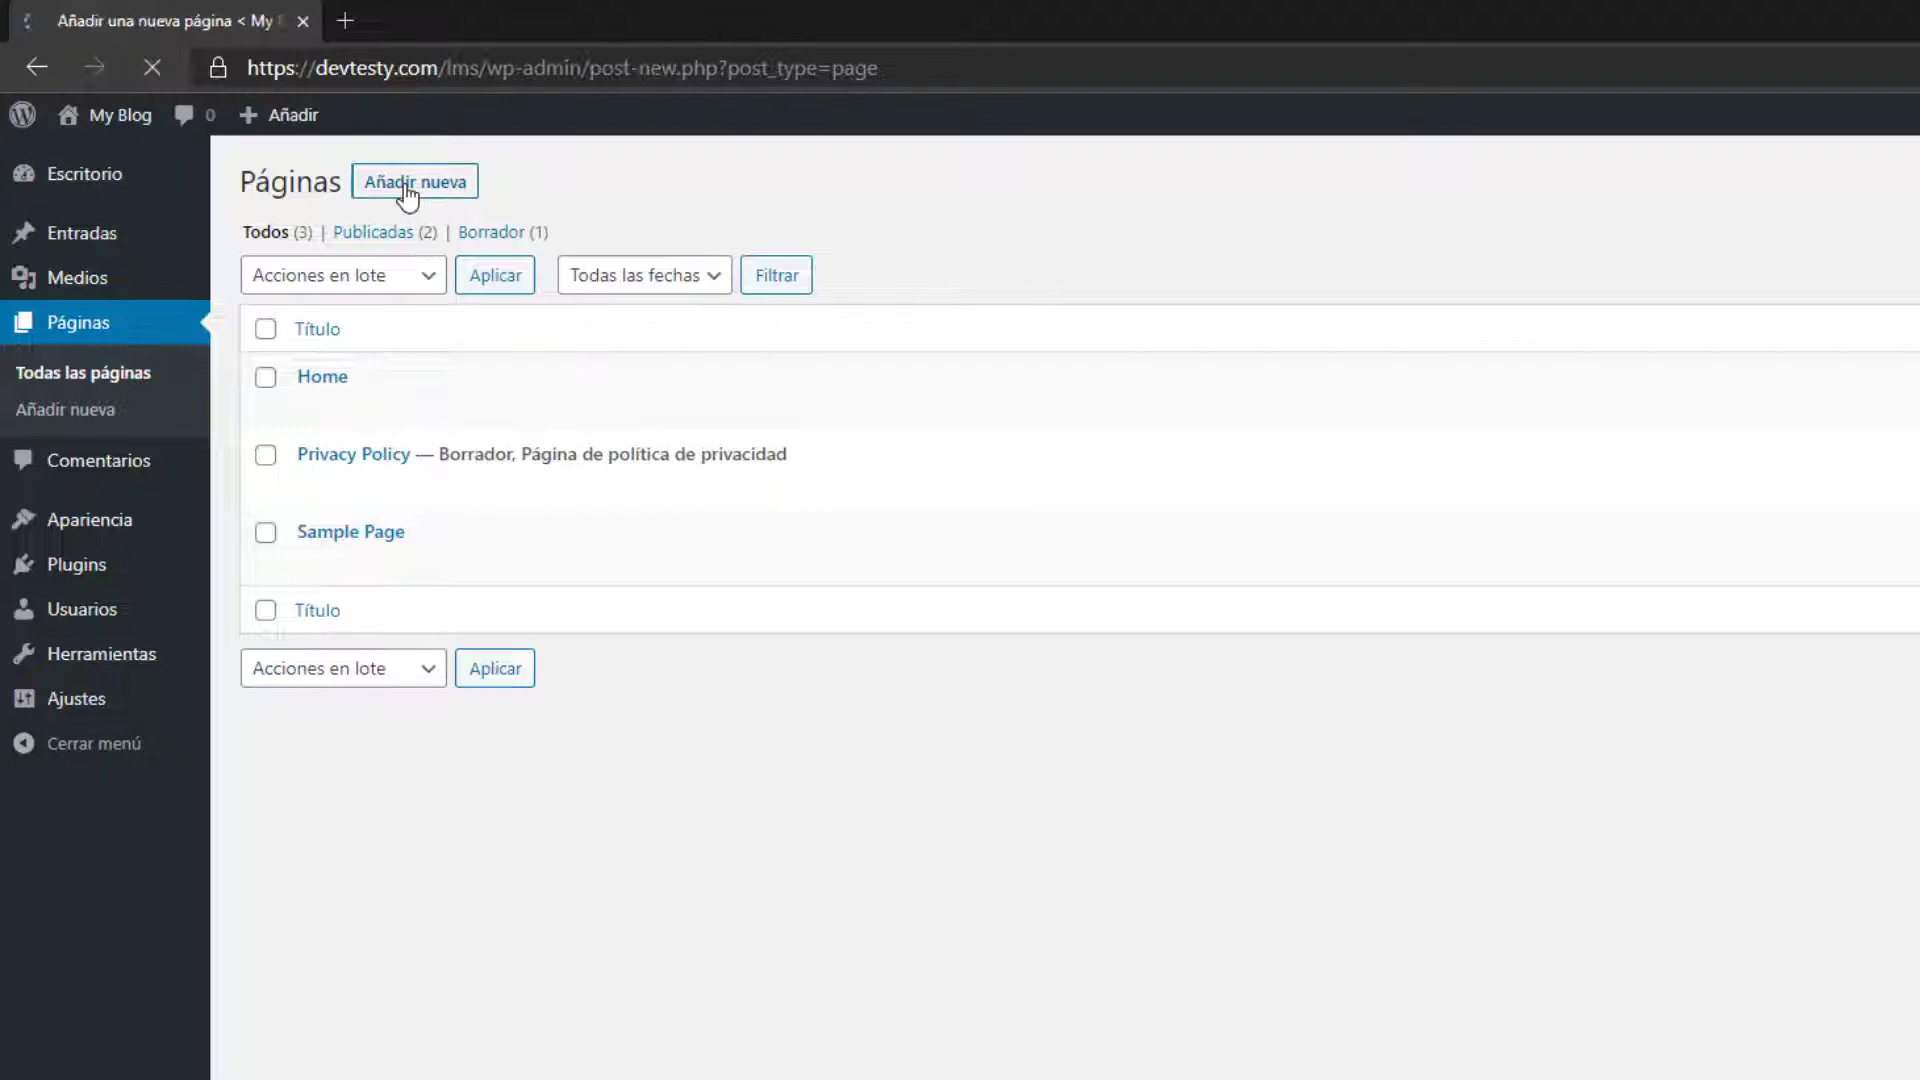 Añadir una nueva página < My
https://devtesty.com/lms/wp-admin/post-new.php?post_type=page
My Blog 0 Añadir
Escritorio
Entradas
Medios
Páginas
Todas las páginas
Añadir nueva
Comentarios
Apariencia
Plugins
Usuarios
Herramientas
Ajustes
Cerrar menú
Páginas Añadir nueva
Todos (3) | Publicadas (2) | Borrador (1)
Acciones en lote Aplicar Todas las fechas Filtrar
Título
Home
Privacy Policy — Borrador, Página de política de privacidad
Sample Page
Título
Acciones en lote Aplicar